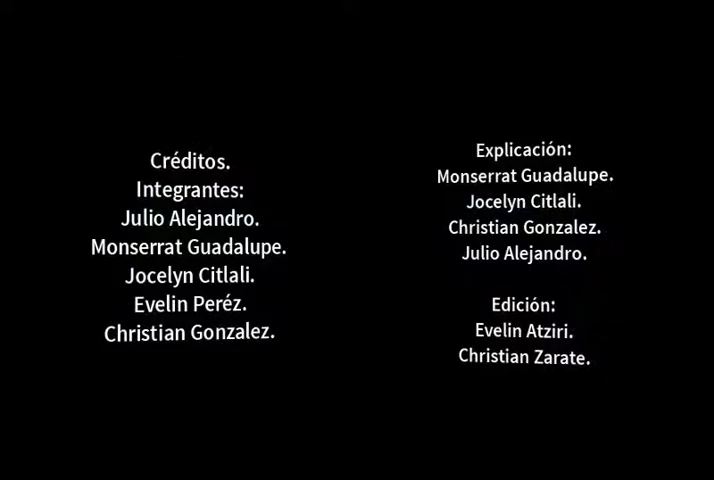 Créditos.
Integrantes:
Julio Alejandro.
Monserrat Guadalupe.
Jocelyn Citlali.
Evelin Peréz.
Christian Gonzalez.
Explicación:
Monserrat Guadalupe.
Jocelyn Citlali.
Christian Gonzalez.
Julio Alejandro.
Edición:
Evelin Atziri.
Christian Zarate.